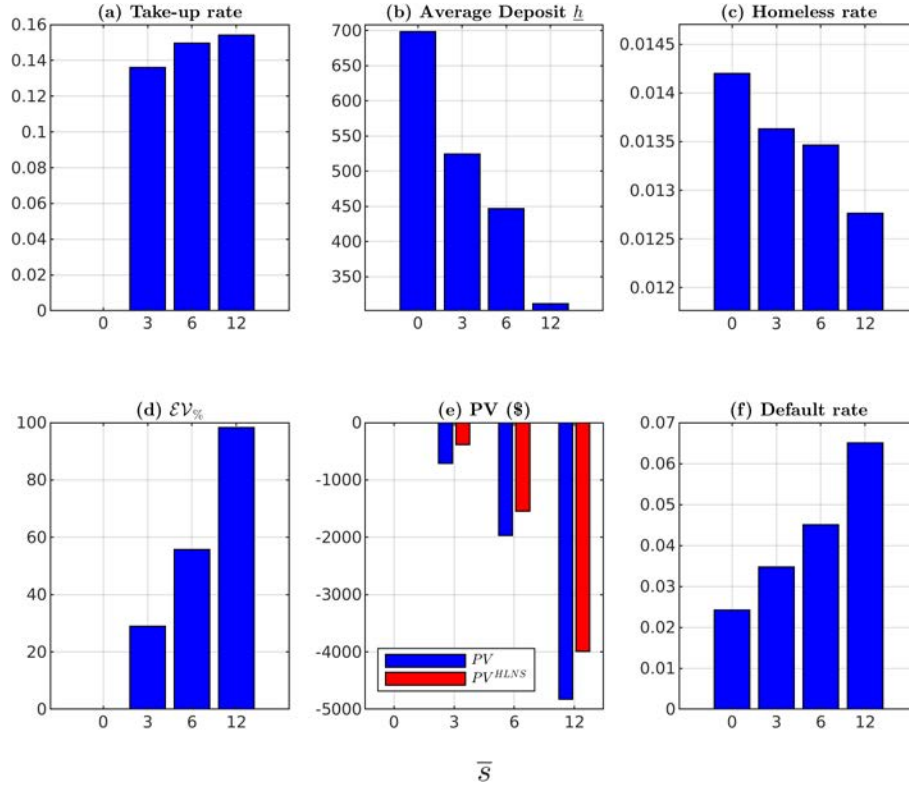 (a) Take-up rate
0.16
0.14
0.12
0.1
0.08
0.06
0.04
0.02
0
0 3 6 12
(b) Average Deposit h
700
650
600
550
500
450
400
350
0 3 6 12
(c) Homeless rate
0.0145
0.014
0.0135
0.013
0.0125
0.012
0 3 6 12
(d) ℰ𝒱%
100
80
60
40
20
0
0 3 6 12
(e) PV ($)
0
-1000
-2000
-3000
-4000
-5000
PV
PV^HLNS
0 3 6 12
(f) Default rate
0.07
0.06
0.05
0.04
0.03
0.02
0.01
0
0 3 6 12
s̅